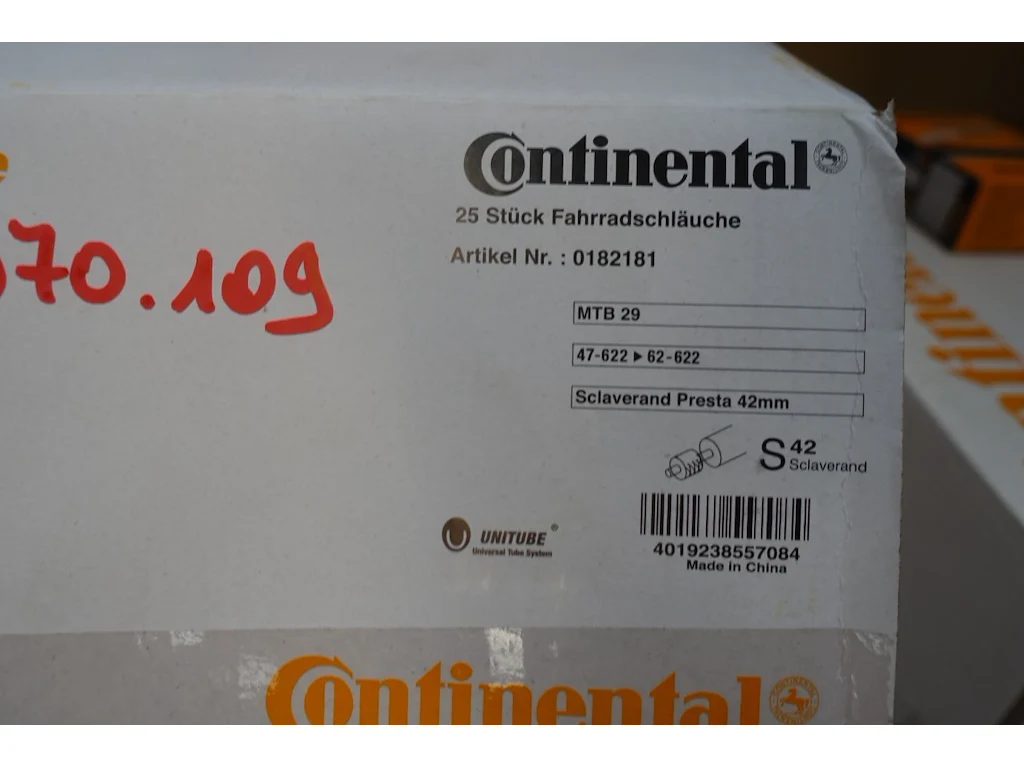 Continental
25 Stück Fahrradschläuche
Artikel Nr. : 0182181
70.109
MTB 29
47-622 ▶ 62-622
Sclaverand Presta 42mm
S 42
Sclaverand
UNITUBE®
Universal Tube System
4019238557084
Made in China
Continental